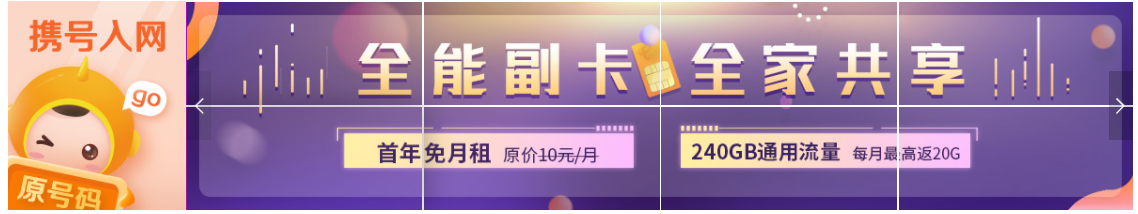 携号入网
go
原号码
全能副卡 全家共享
首年免月租 原价10元/月
240GB通用流量 每月最高返20G